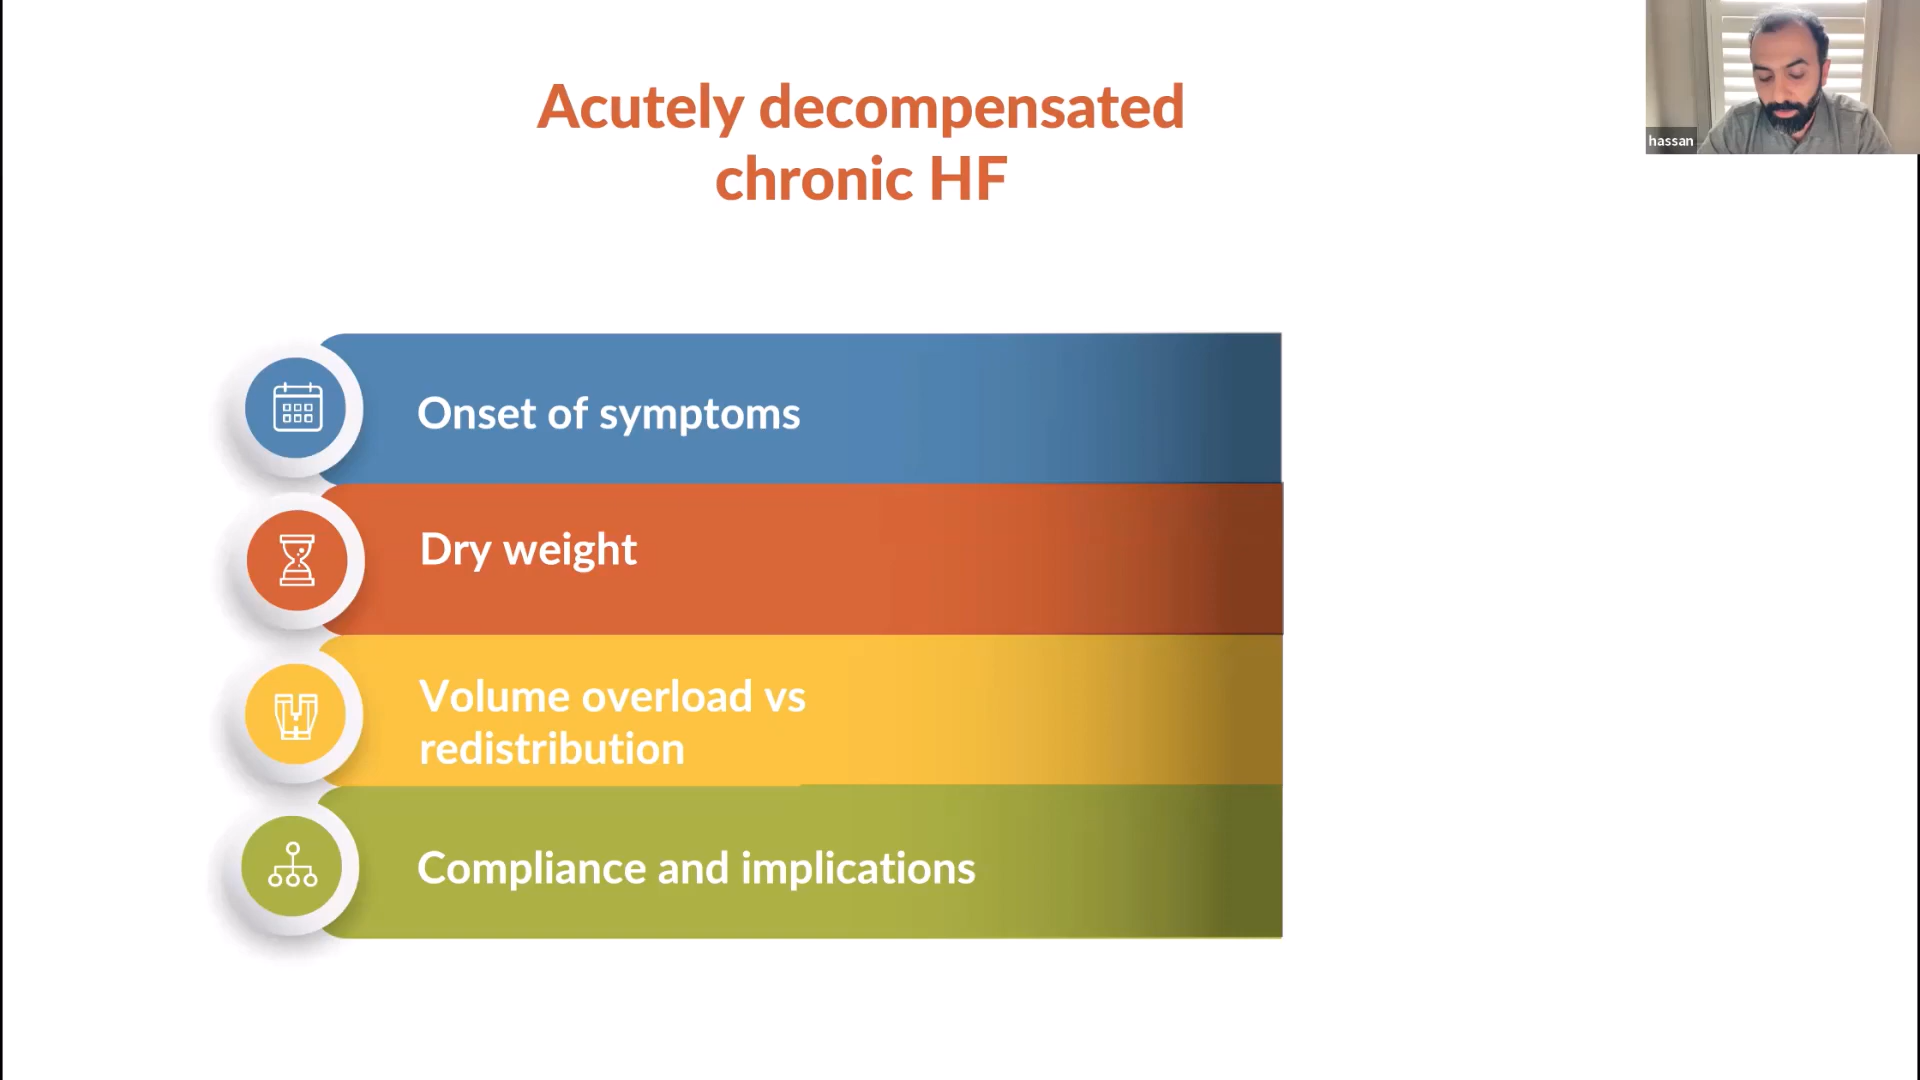 Acutely decompensated
chronic HF
hassan
Onset of symptoms
Dry weight
Volume overload vs
redistribution
Compliance and implications